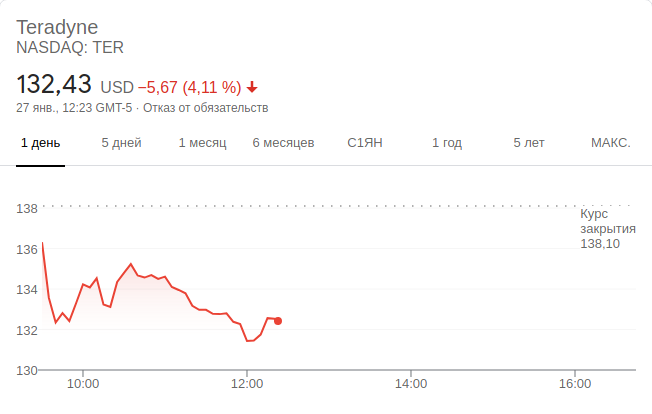 Teradyne
NASDAQ: TER
132,43 USD −5,67 (4,11 %)
27 янв., 12:23 GMT-5 · Отказ от обязательств
1 день 5 дней 1 месяц 6 месяцев С1ЯН 1 год 5 лет МАКС.
138
Курс
закрытия
138,10
136
134
132
130
10:00 12:00 14:00 16:00